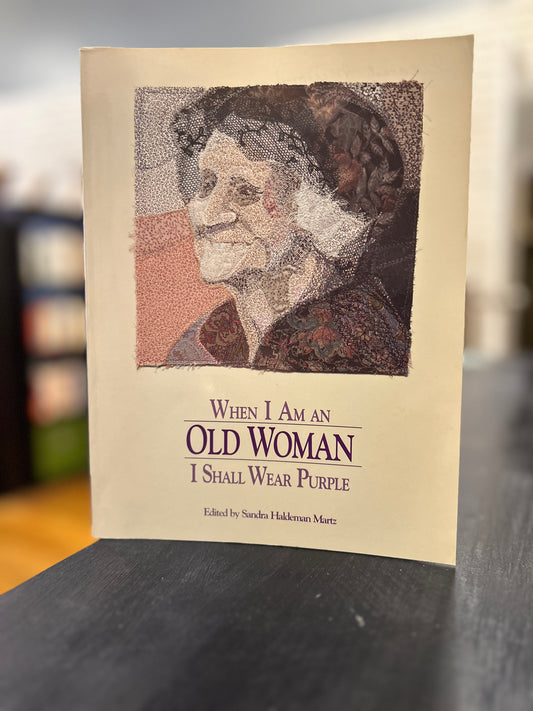 When I Am an
Old Woman
I Shall Wear Purple
Edited by Sandra Haldeman Martz